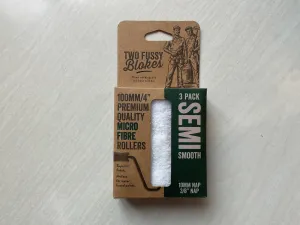 TWO FUSSY
Blokes
100MM/4"
PREMIUM
QUALITY
MICRO
FIBRE
ROLLERS
3 PACK
SEMI
SMOOTH
10MM NAP
3/8" NAP